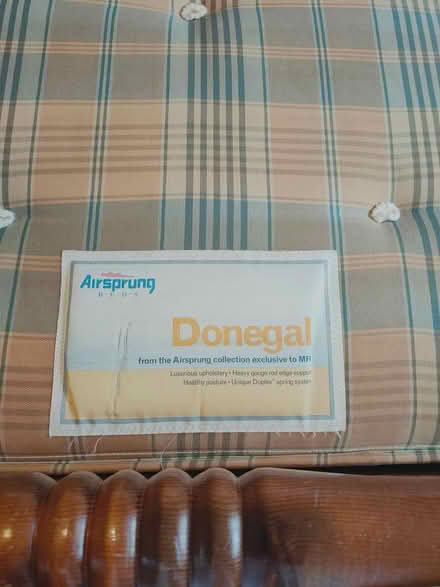 Airsprung
BEDS
Donegal
from the Airsprung collection exclusive to MFI
Luxurious upholstery • Heavy gauge rod edge support
Healthy posture • Unique Duplex™ spring system